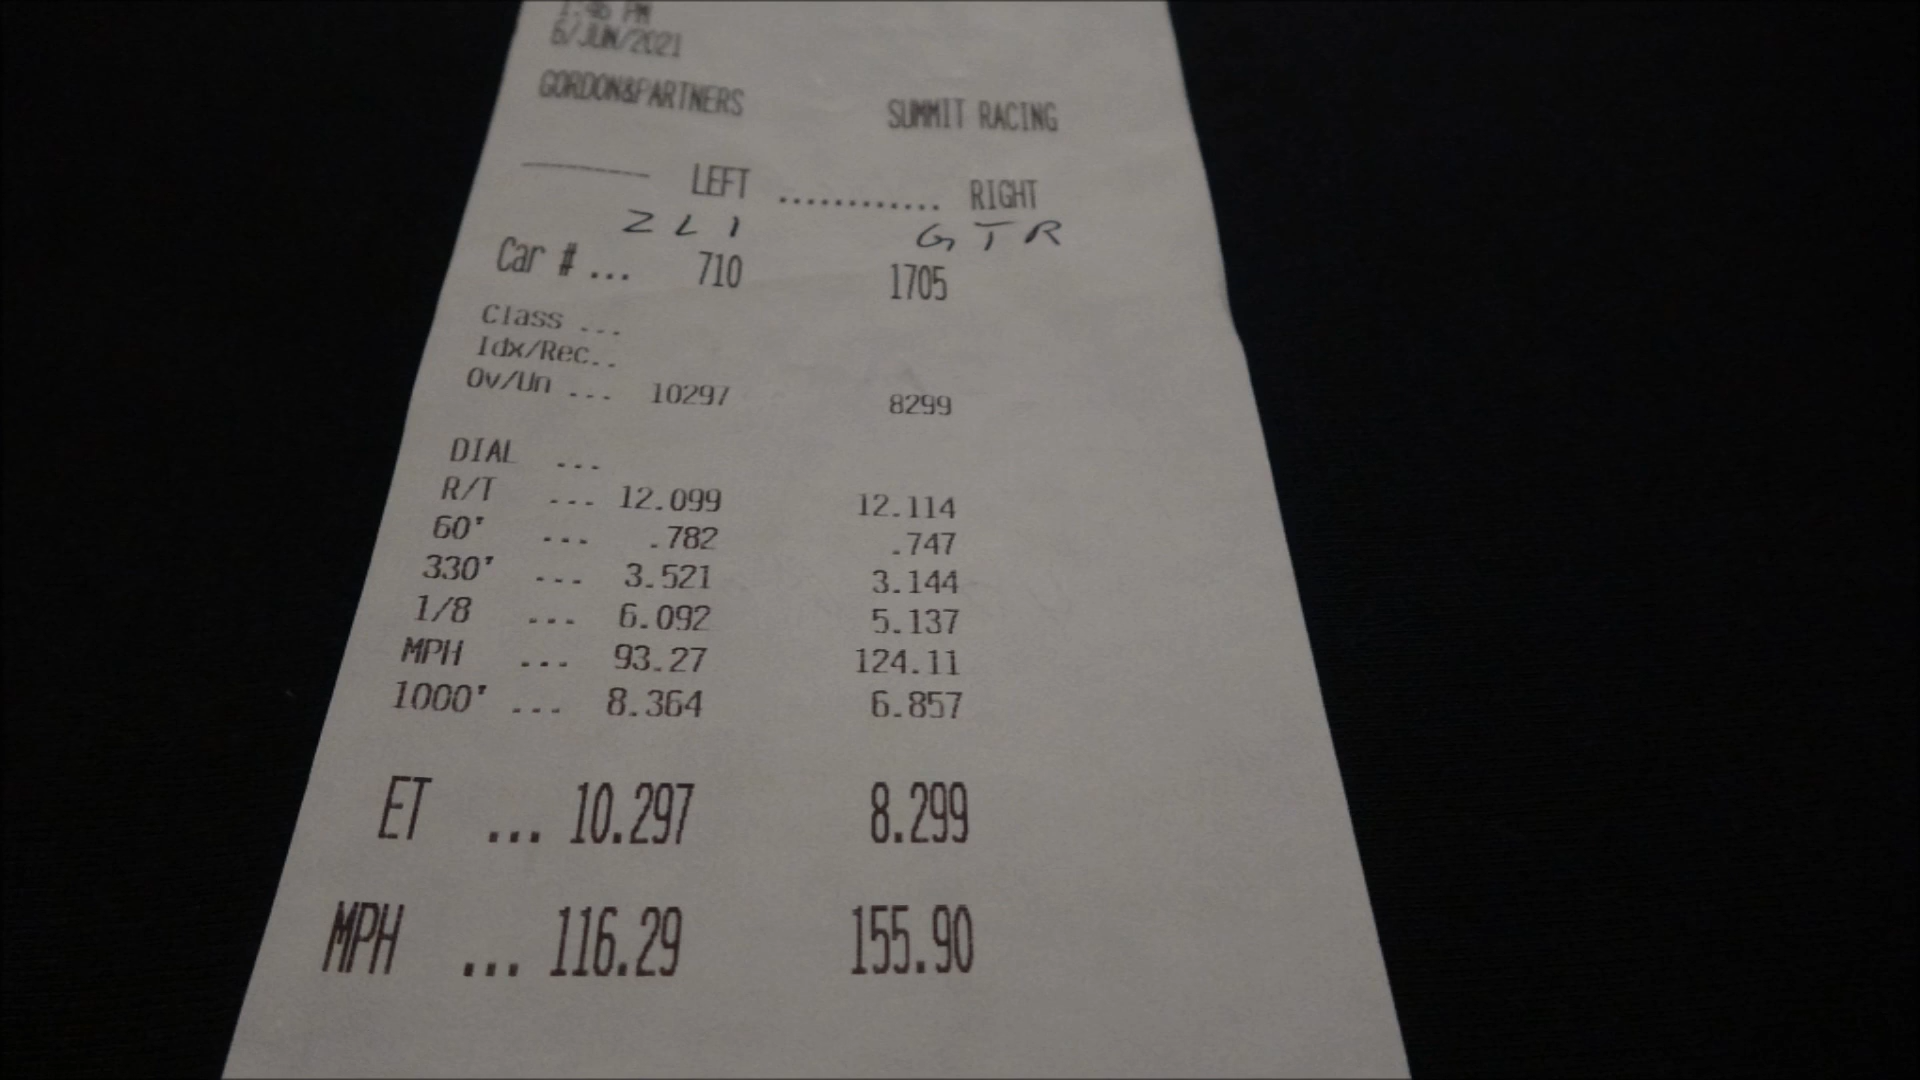 1:46 PM
6/JUN/2021
GORDON&PARTNERS SUMMIT RACING
LEFT ............ RIGHT
ZL1 GTR
Car # ... 710 1705
Class ...
Idx/Rec..
Ov/Un ... 10297 8299
DIAL ...
R/T ... 12.099 12.114
60' ... .782 .747
330' ... 3.521 3.144
1/8 ... 6.092 5.137
MPH ... 93.27 124.11
1000' ... 8.364 6.857
ET ... 10.297 8.299
MPH ... 116.29 155.90